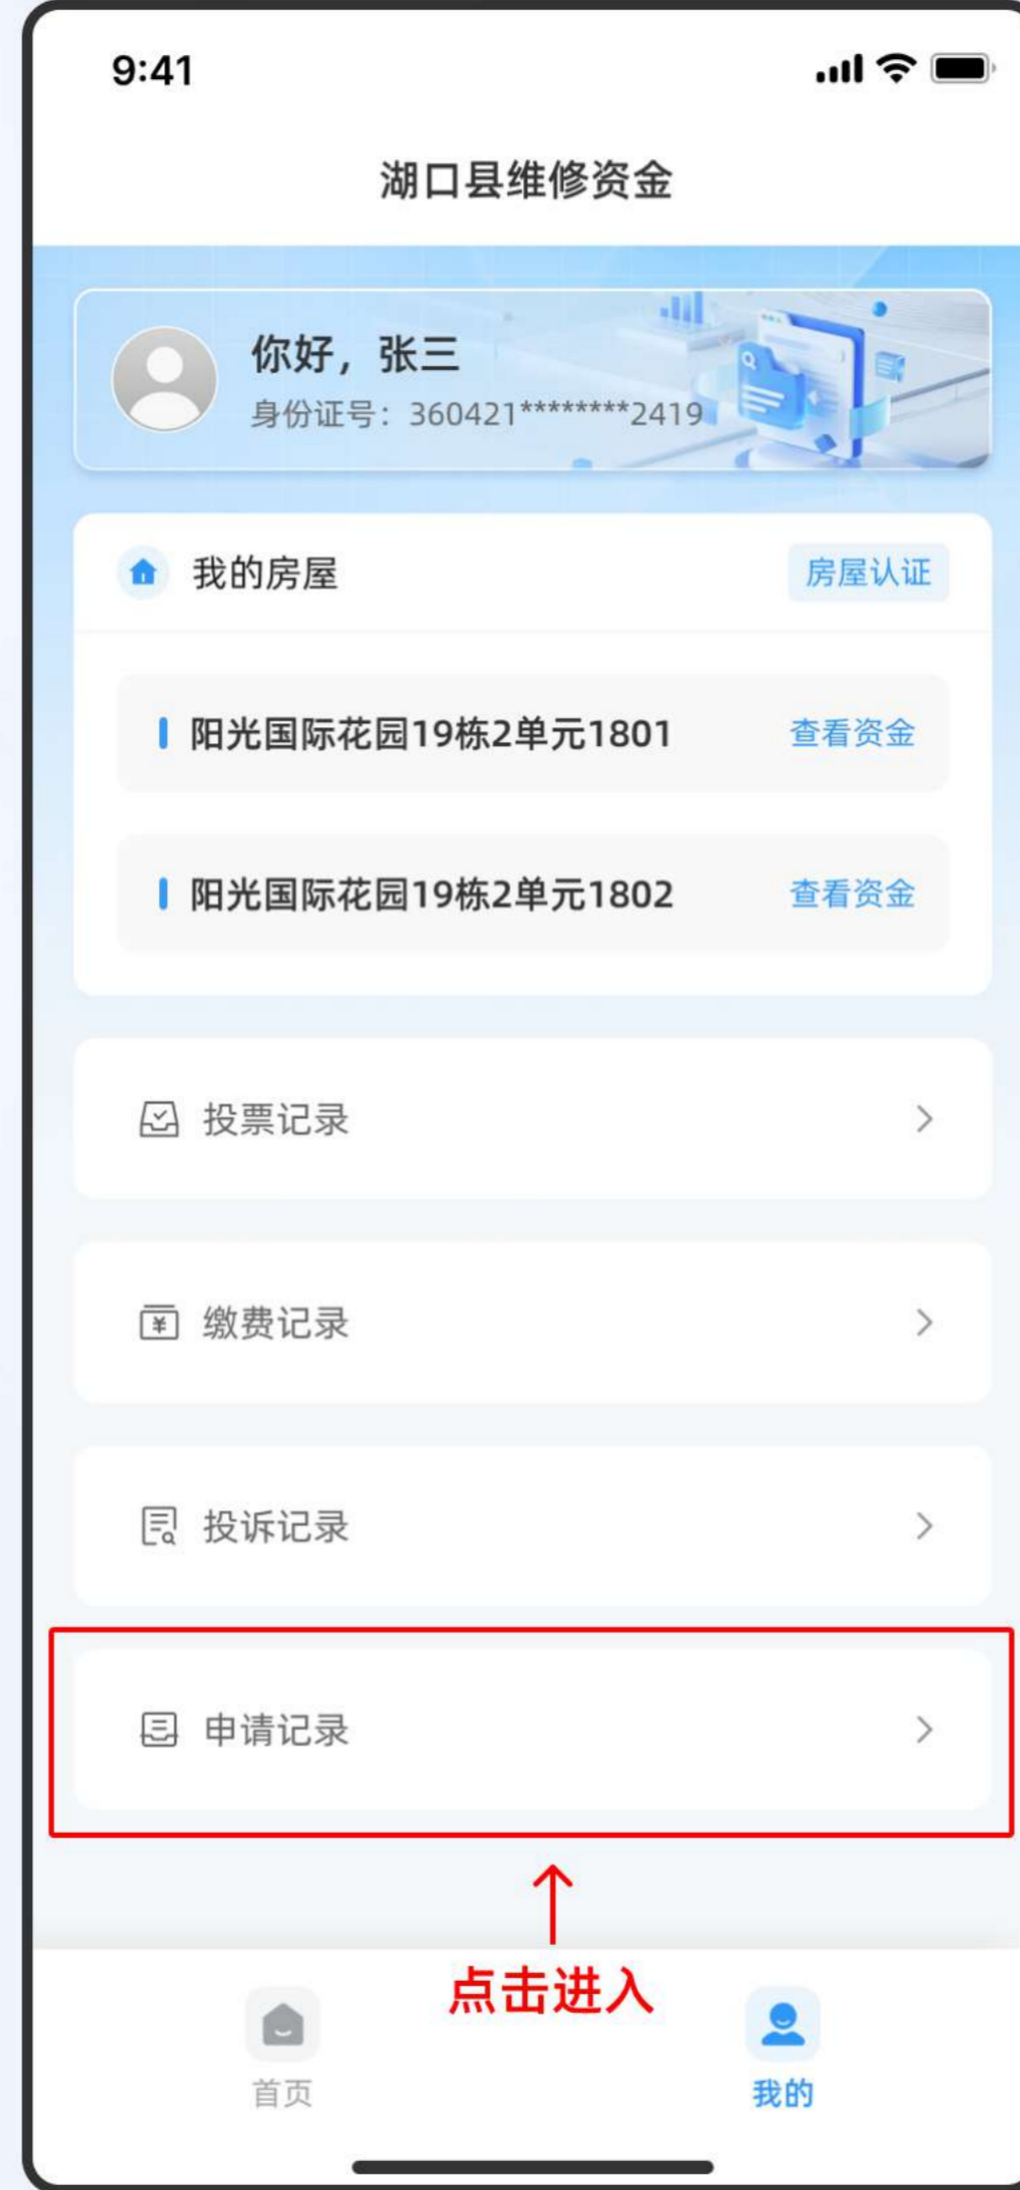 9:41
湖口县维修资金
你好，张三
身份证号：360421********2419
我的房屋
房屋认证
阳光国际花园19栋2单元1801
查看资金
阳光国际花园19栋2单元1802
查看资金
投票记录
缴费记录
投诉记录
申请记录
点击进入
首页
我的